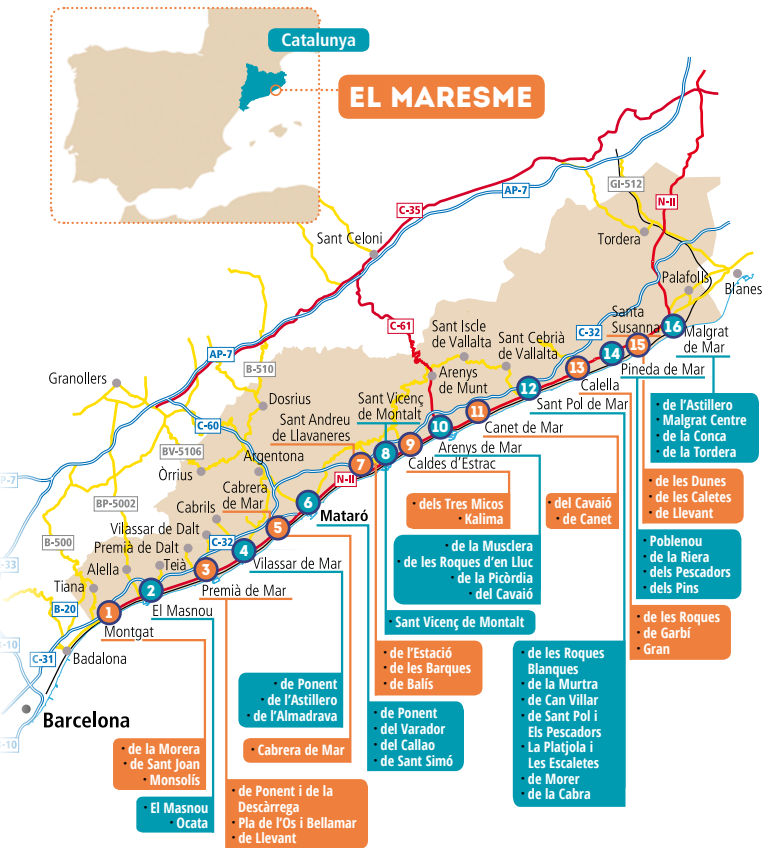 Catalunya
EL MARESME
GI-512
AP-7
N-II
C-35
Sant Celoni
Tordera
Palafolls
Blanes
C-61
Sant Iscle
de Vallalta
Sant Cebrià
de Vallalta
C-32
Santa
Susanna
16
Malgrat
de Mar
15
14
13
AP-7
B-510
Granollers
Arenys
de Munt
Pineda de Mar
Calella
12
Dosrius
Sant Vicenç
de Montalt
Sant Pol de Mar
11
C-60
Sant Andreu
de Llavaneres
10
Canet de Mar
BV-5106
Argentona
Arenys de Mar
9
8
7
Caldes d'Estrac
Òrrius
N-II
P-7
Cabrera
de Mar
6
BP-5002
Cabrils
Mataró
Vilassar de Dalt
5
B-500
Premià de Dalt
C-32
4
C-33
Alella
Teià
Vilassar de Mar
3
Tiana
2
Premià de Mar
B-20
1
El Masnou
Montgat
C-10
C-31
Badalona
Barcelona
C-10
· de l'Astillero
· Malgrat Centre
· de la Conca
· de la Tordera
· de les Dunes
· de les Caletes
· de Llevant
· Poblenou
· de la Riera
· dels Pescadors
· dels Pins
· de les Roques
· de Garbí
· Gran
· dels Tres Micos
· Kalima
· del Cavaió
· de Canet
· de la Musclera
· de les Roques d'en Lluc
· de la Picòrdia
· del Cavaió
· Sant Vicenç de Montalt
· de l'Estació
· de les Barques
· de Balís
· de les Roques
Blanques
· de la Murtra
· de Can Villar
· de Sant Pol i
Els Pescadors
· La Platjola i
Les Escaletes
· de Morer
· de la Cabra
· de Ponent
· de l'Astillero
· de l'Almadrava
· de Ponent
· del Varador
· del Callao
· de Sant Simó
· Cabrera de Mar
· de la Morera
· de Sant Joan
· Monsolís
· de Ponent i de la
Descàrrega
· Pla de l'Os i Bellamar
· de Llevant
· El Masnou
· Ocata